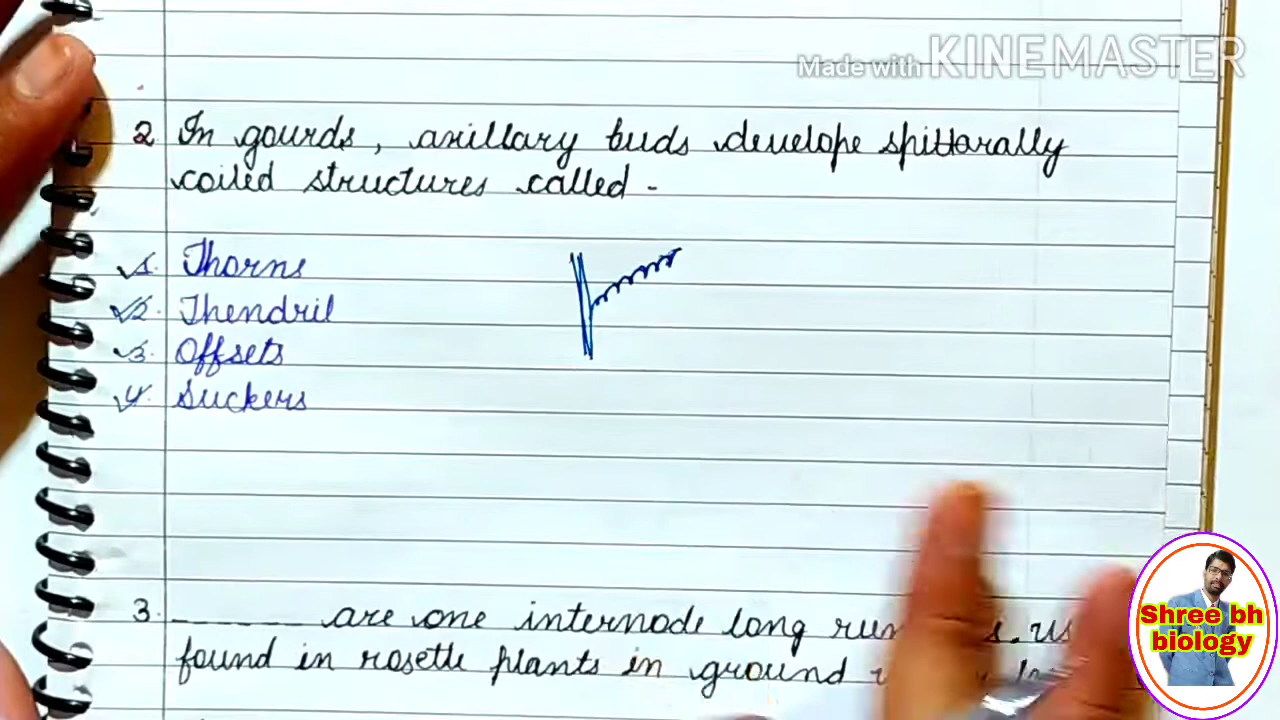 Made with KINEMASTER
2. In gourds, axillary buds develope spittarally
coiled structures called -
1. Thorns
2. Thendril
3. Offsets
4. Suckers
3. ______ are one internode long
found in rosette plants in ground
Shree bh
biology